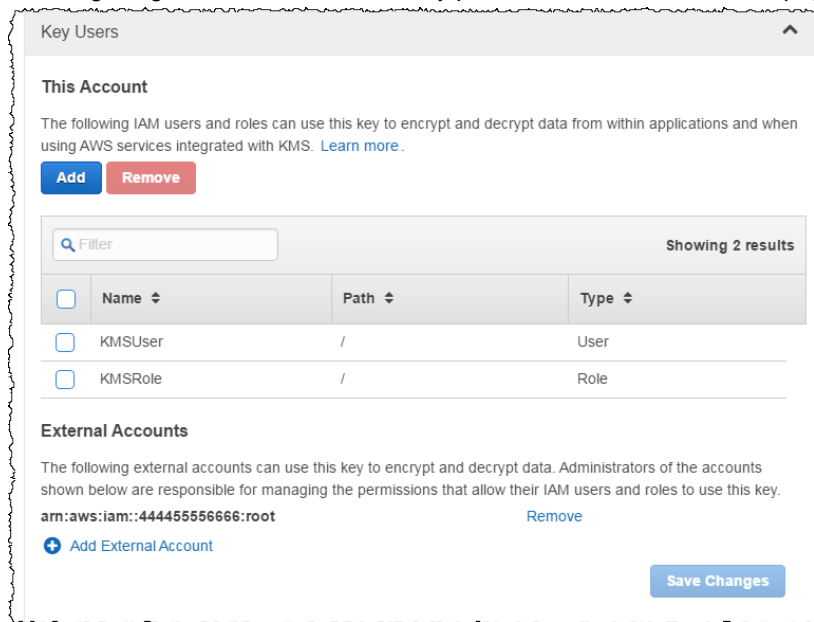 Key Users
This Account
The following IAM users and roles can use this key to encrypt and decrypt data from within applications and when
using AWS services integrated with KMS. Learn more.
Add Remove
Filter Showing 2 results
Name Path Type
KMSUser / User
KMSRole / Role
External Accounts
The following external accounts can use this key to encrypt and decrypt data. Administrators of the accounts
shown below are responsible for managing the permissions that allow their IAM users and roles to use this key.
arn:aws:iam::444455556666:root Remove
Add External Account
Save Changes